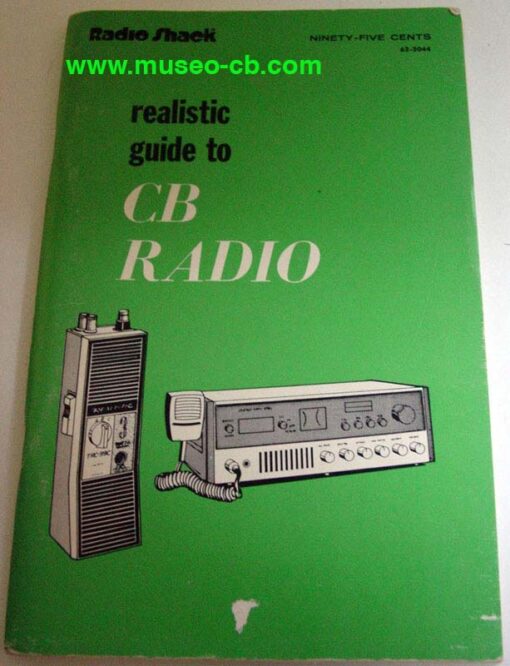 Radio Shack
NINETY-FIVE CENTS
62-2044
www.museo-cb.com
realistic
guide to
CB
RADIO